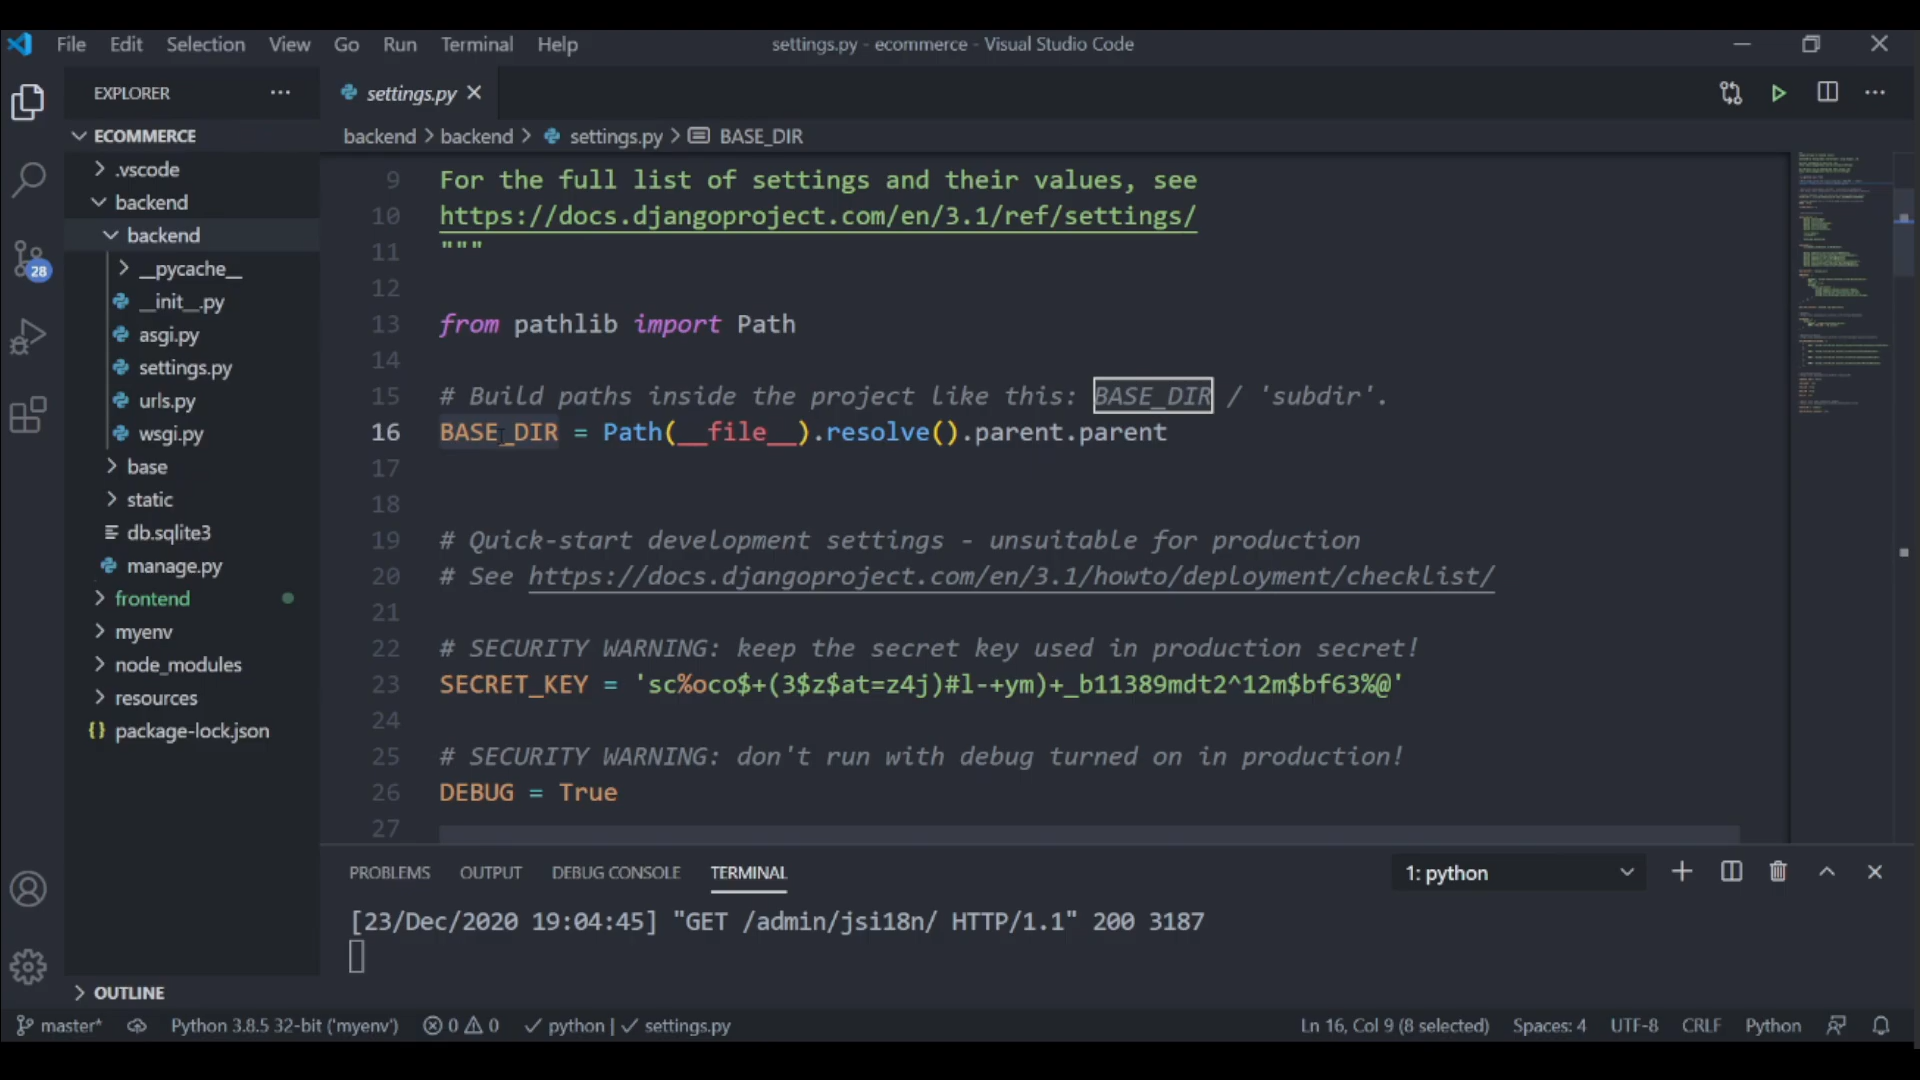 File Edit Selection View Go Run Terminal Help
settings.py - ecommerce - Visual Studio Code
EXPLORER ···
settings.py
ECOMMERCE
backend > backend > settings.py > BASE_DIR
.vscode
backend
backend
__pycache__
__init__.py
asgi.py
settings.py
urls.py
wsgi.py
base
static
db.sqlite3
manage.py
frontend
myenv
node_modules
resources
{} package-lock.json
28
9 For the full list of settings and their values, see
10 https://docs.djangoproject.com/en/3.1/ref/settings/
11 """
12
13 from pathlib import Path
14
15 # Build paths inside the project like this: BASE_DIR / 'subdir'.
16 BASE_DIR = Path(__file__).resolve().parent.parent
17
18
19 # Quick-start development settings - unsuitable for production
20 # See https://docs.djangoproject.com/en/3.1/howto/deployment/checklist/
21
22 # SECURITY WARNING: keep the secret key used in production secret!
23 SECRET_KEY = 'sc%oco$+(3$z$at=z4j)#l-+ym)+_b11389mdt2^12m$bf63%@'
24
25 # SECURITY WARNING: don't run with debug turned on in production!
26 DEBUG = True
27
PROBLEMS OUTPUT DEBUG CONSOLE TERMINAL
1: python
[23/Dec/2020 19:04:45] "GET /admin/jsi18n/ HTTP/1.1" 200 3187
OUTLINE
master* Python 3.8.5 32-bit ('myenv') 0 0 python | settings.py
Ln 16, Col 9 (8 selected) Spaces: 4 UTF-8 CRLF Python